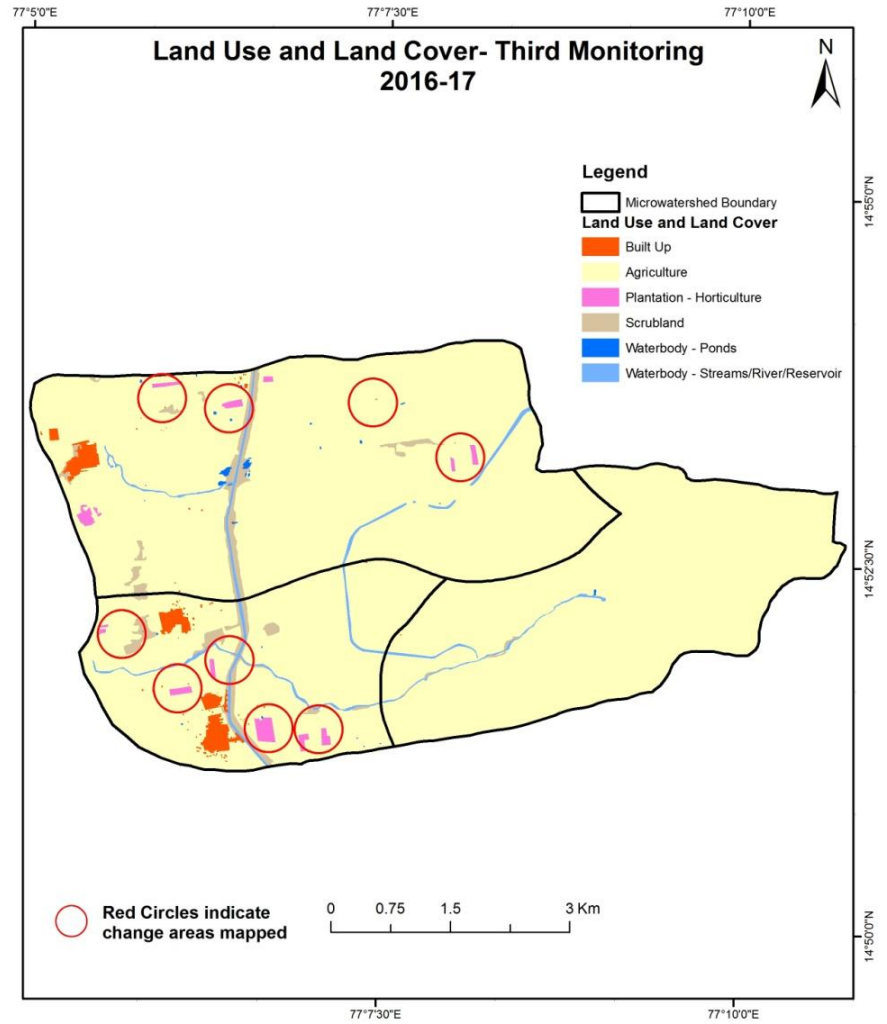 77°5'0"E
77°7'30"E
77°10'0"E
Land Use and Land Cover- Third Monitoring
2016-17
N
Legend
Microwatershed Boundary
Land Use and Land Cover
Built Up
Agriculture
Plantation - Horticulture
Scrubland
Waterbody - Ponds
Waterbody - Streams/River/Reservoir
14°55'0"N
14°52'30"N
14°50'0"N
Red Circles indicate
change areas mapped
0 0.75 1.5 3 Km
77°7'30"E
77°10'0"E